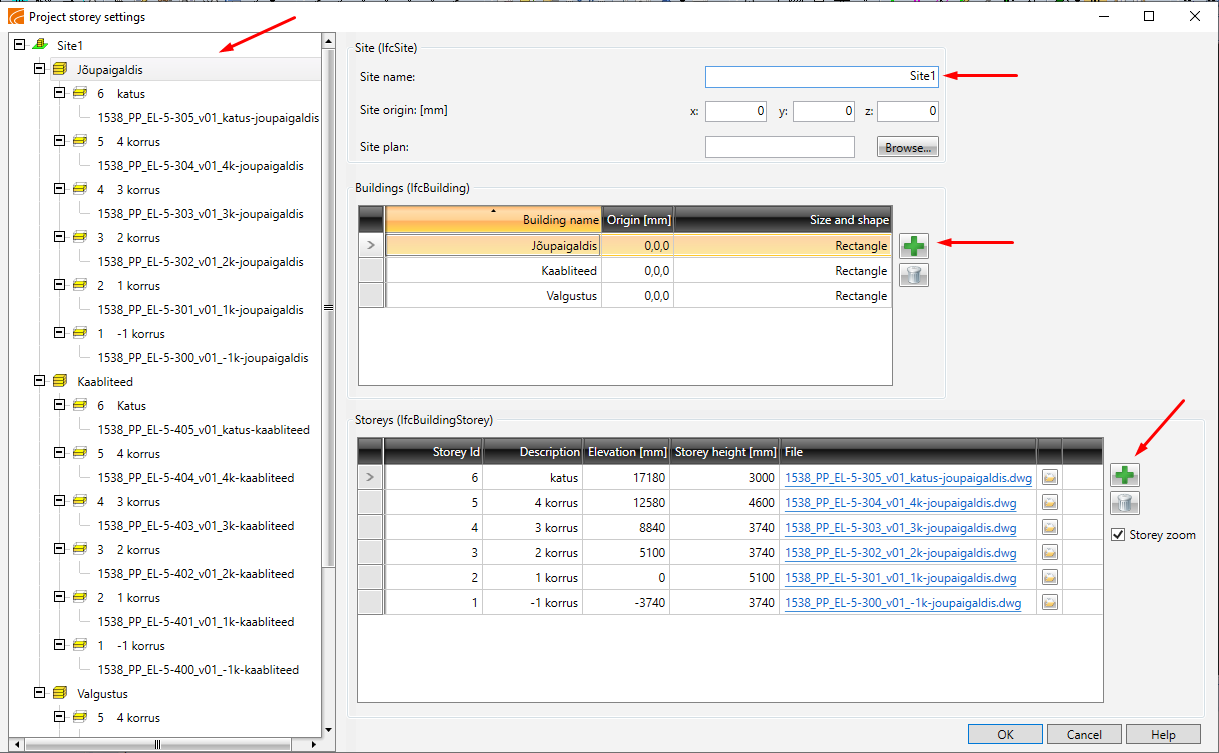 Project storey settings
Site1
Jõupaigaldis
6 katus
1538_PP_EL-5-305_v01_katus-joupaigaldis
5 4 korrus
1538_PP_EL-5-304_v01_4k-joupaigaldis
4 3 korrus
1538_PP_EL-5-303_v01_3k-joupaigaldis
3 2 korrus
1538_PP_EL-5-302_v01_2k-joupaigaldis
2 1 korrus
1538_PP_EL-5-301_v01_1k-joupaigaldis
1 -1 korrus
1538_PP_EL-5-300_v01_-1k-joupaigaldis
Kaabliteed
6 Katus
1538_PP_EL-5-405_v01_katus-kaabliteed
5 4 korrus
1538_PP_EL-5-404_v01_4k-kaabliteed
4 3 korrus
1538_PP_EL-5-403_v01_3k-kaabliteed
3 2 korrus
1538_PP_EL-5-402_v01_2k-kaabliteed
2 1 korrus
1538_PP_EL-5-401_v01_1k-kaabliteed
1 -1 korrus
1538_PP_EL-5-400_v01_-1k-kaabliteed
Valgustus
5 4 korrus
Site (IfcSite)
Site name: Site1
Site origin: [mm] x: 0 y: 0 z: 0
Site plan: Browse...
Buildings (IfcBuilding)
Building name Origin [mm] Size and shape
Jõupaigaldis 0,0,0 Rectangle
Kaabliteed 0,0,0 Rectangle
Valgustus 0,0,0 Rectangle
Storeys (IfcBuildingStorey)
Storey Id Description Elevation [mm] Storey height [mm] File
6 katus 17180 3000 1538_PP_EL-5-305_v01_katus-joupaigaldis.dwg
5 4 korrus 12580 4600 1538_PP_EL-5-304_v01_4k-joupaigaldis.dwg
4 3 korrus 8840 3740 1538_PP_EL-5-303_v01_3k-joupaigaldis.dwg
3 2 korrus 5100 3740 1538_PP_EL-5-302_v01_2k-joupaigaldis.dwg
2 1 korrus 0 5100 1538_PP_EL-5-301_v01_1k-joupaigaldis.dwg
1 -1 korrus -3740 3740 1538_PP_EL-5-300_v01_-1k-joupaigaldis.dwg
Storey zoom
OK Cancel Help